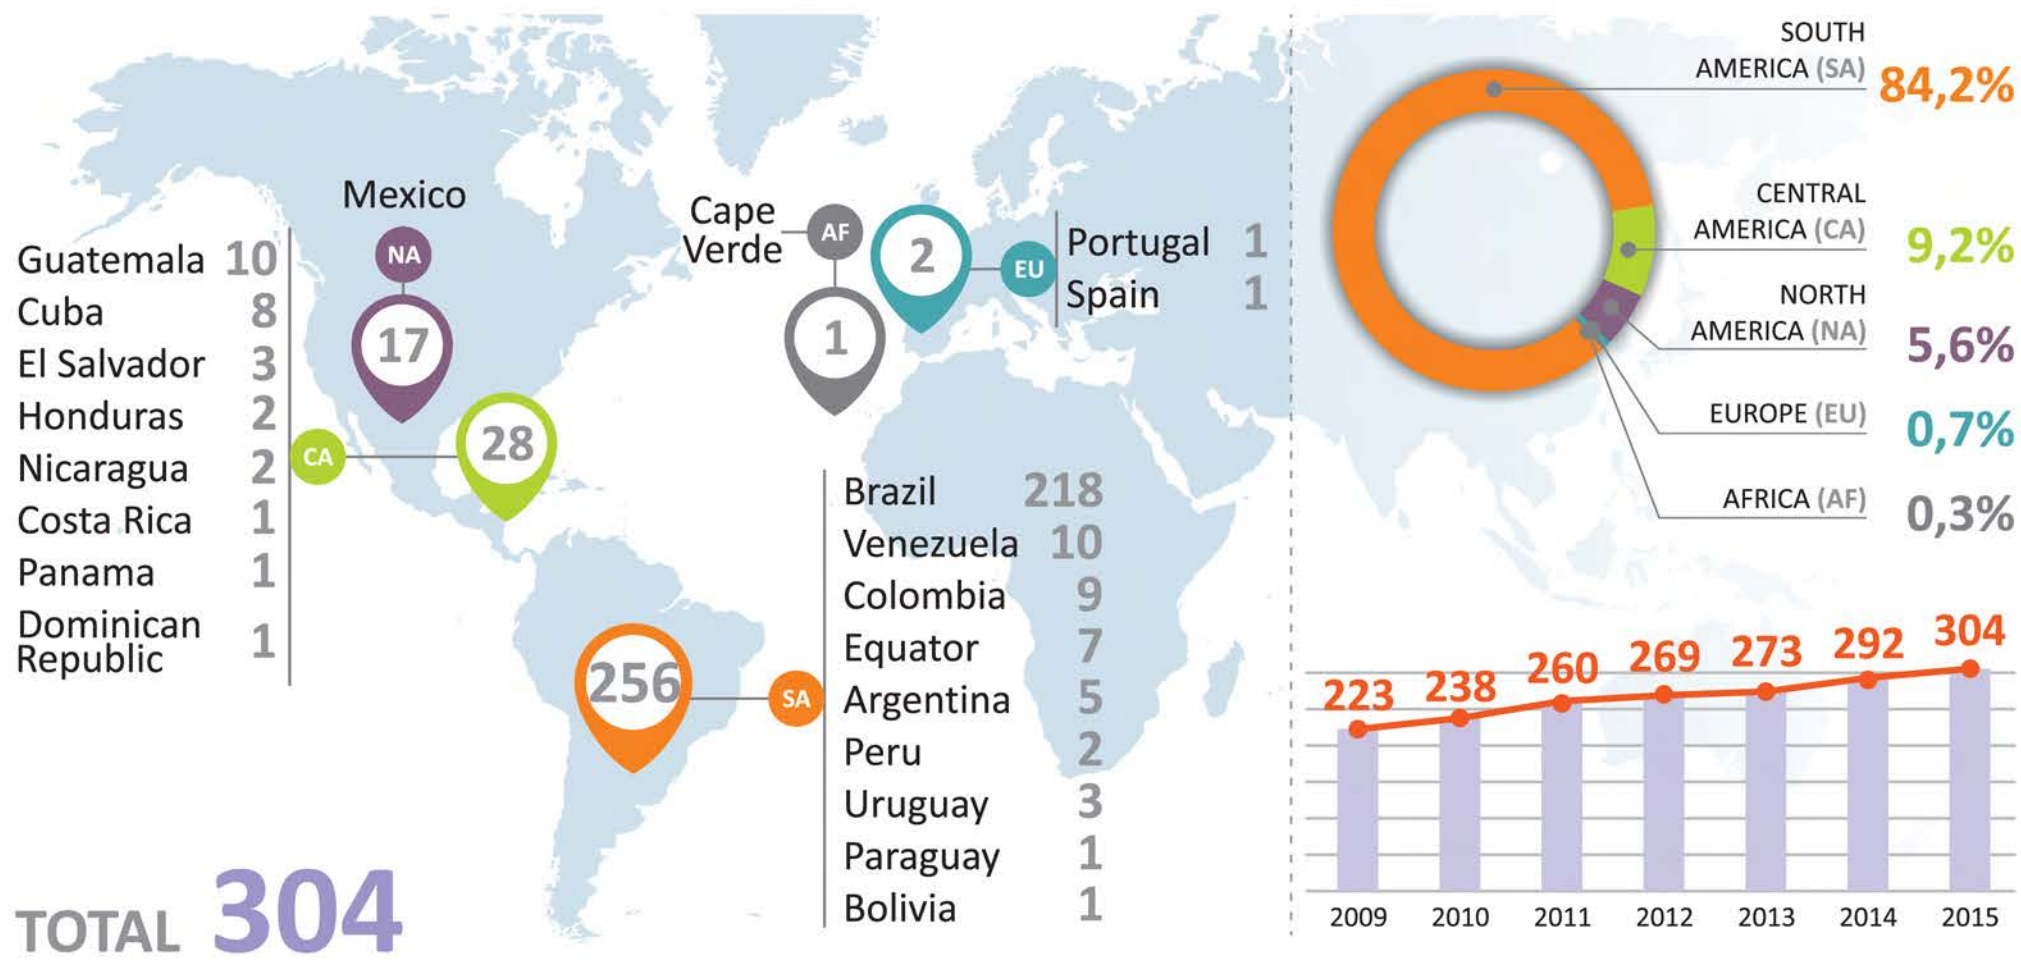 Mexico
NA
17
Guatemala 10
Cuba 8
El Salvador 3
Honduras 2
Nicaragua 2
Costa Rica 1
Panama 1
Dominican
Republic 1
CA
28
Cape
Verde
AF
1
2
EU
Portugal 1
Spain 1
256
SA
Brazil 218
Venezuela 10
Colombia 9
Equator 7
Argentina 5
Peru 2
Uruguay 3
Paraguay 1
Bolivia 1
TOTAL 304
SOUTH
AMERICA (SA) 84,2%
CENTRAL
AMERICA (CA) 9,2%
NORTH
AMERICA (NA) 5,6%
EUROPE (EU) 0,7%
AFRICA (AF) 0,3%
223 238 260 269 273 292 304
2009 2010 2011 2012 2013 2014 2015